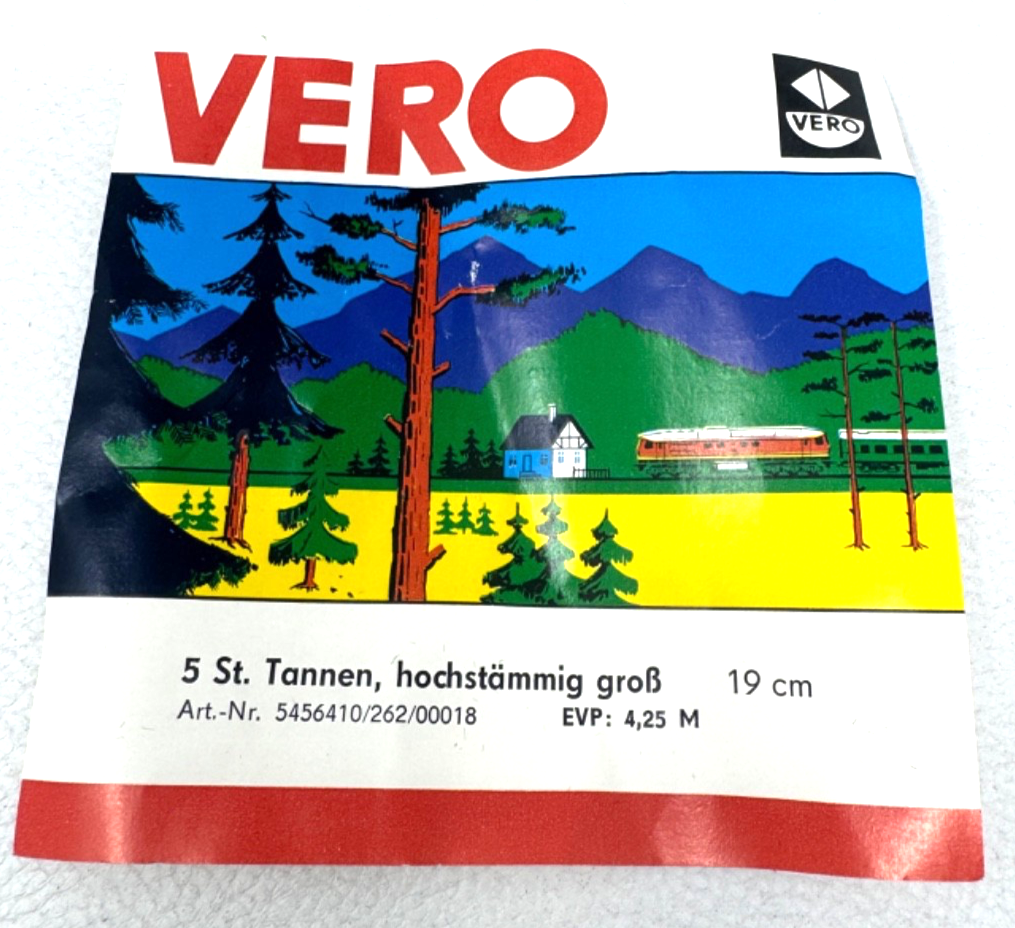 VERO
VERO
5 St. Tannen, hochstämmig groß 19 cm
Art.-Nr. 5456410/262/00018 EVP: 4,25 M